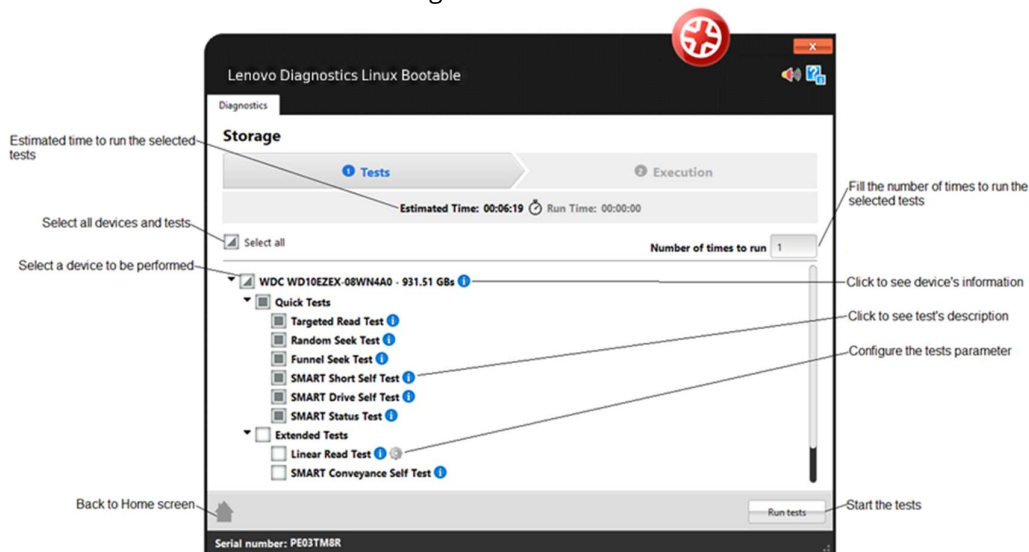 Lenovo Diagnostics Linux Bootable
x
Diagnostics
Storage
Estimated time to run the selected
tests
1 Tests
2 Execution
Estimated Time: 00:06:19 Run Time: 00:00:00
Fill the number of times to run the
selected tests
Select all devices and tests
Select all
Number of times to run 1
Select a device to be performed
WDC WD10EZEX-08WN4A0 - 931.51 GBs
Click to see device's information
Quick Tests
Targeted Read Test
Click to see test's description
Random Seek Test
Funnel Seek Test
Configure the tests parameter
SMART Short Self Test
SMART Drive Self Test
SMART Status Test
Extended Tests
Linear Read Test
SMART Conveyance Self Test
Back to Home screen
Run tests
Start the tests
Serial number: PE03TM8R